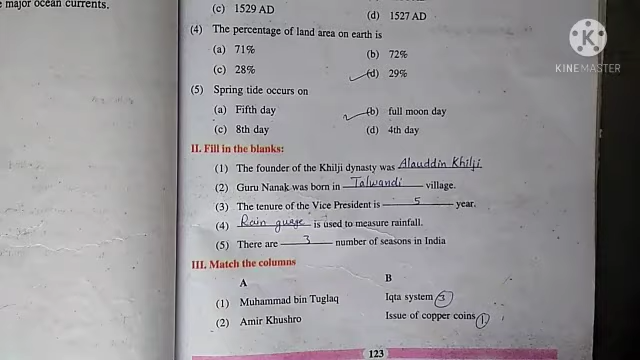 e major ocean currents.
(c) 1529 AD (d) 1527 AD
(4) The percentage of land area on earth is
(a) 71% (b) 72%
(c) 28% (d) 29%
(5) Spring tide occurs on
(a) Fifth day (b) full moon day
(c) 8th day (d) 4th day
II. Fill in the blanks:
(1) The founder of the Khilji dynasty was Alauddin Khilji
(2) Guru Nanak was born in Talwandi village.
(3) The tenure of the Vice President is 5 year.
(4) Rain guage is used to measure rainfall.
(5) There are 3 number of seasons in India
III. Match the columns
A B
(1) Muhammad bin Tuglaq Iqta system 3
(2) Amir Khushro Issue of copper coins 1
123
K
KINEMASTER